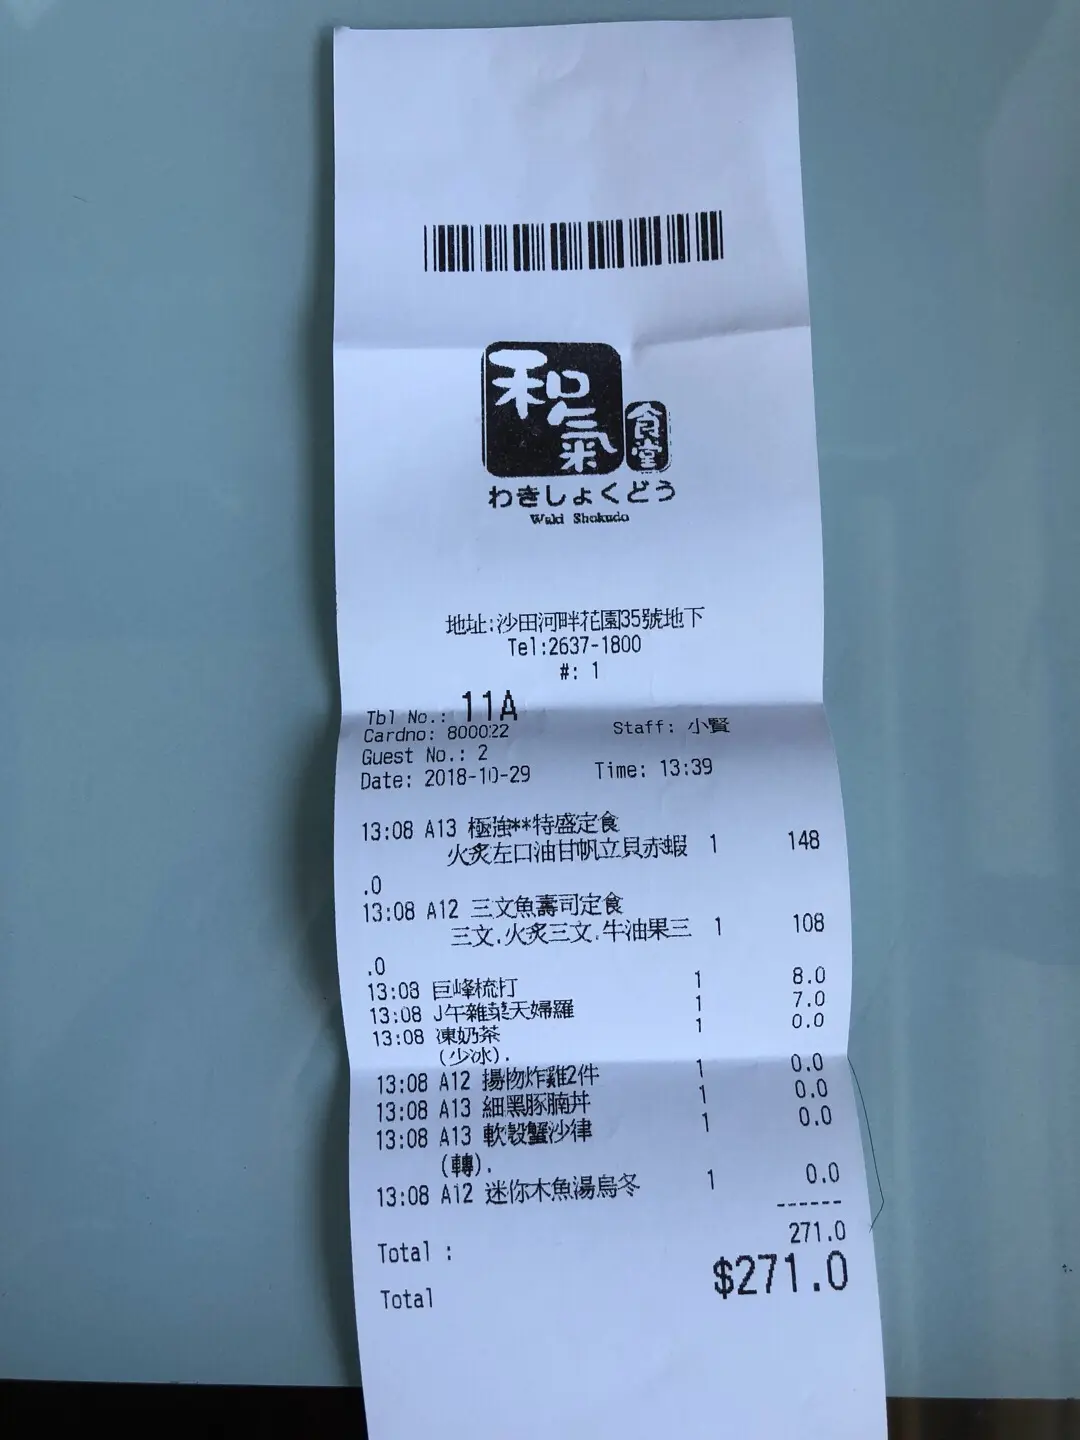 和氣
食堂
わきしょくどう
Waki Shokudo
地址:沙田河畔花園35號地下
Tel:2637-1800
#: 1
Tbl No.: 11A
Cardno: 800022 Staff: 小賢
Guest No.: 2
Date: 2018-10-29 Time: 13:39
13:08 A13 極強**特盛定食
火炙左口油甘帆立貝赤蝦 1 148
.0
13:08 A12 三文魚壽司定食
三文.火炙三文.牛油果三 1 108
.0
13:08 巨峰梳打 1 8.0
13:08 J午雜菜天婦羅 1 7.0
13:08 凍奶茶 1 0.0
(少冰).
13:08 A12 揚物炸雞2件 1 0.0
13:08 A13 細黑豚腩丼 1 0.0
13:08 A13 軟殼蟹沙律 1 0.0
(轉).
13:08 A12 迷你木魚湯烏冬 1 0.0
------
Total : 271.0
Total $271.0